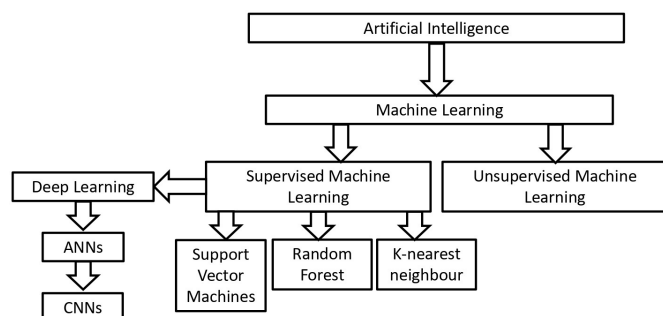 Artificial Intelligence
Machine Learning
Supervised Machine
Learning
Unsupervised Machine
Learning
Deep Learning
ANNs
CNNs
Support
Vector
Machines
Random
Forest
K-nearest
neighbour